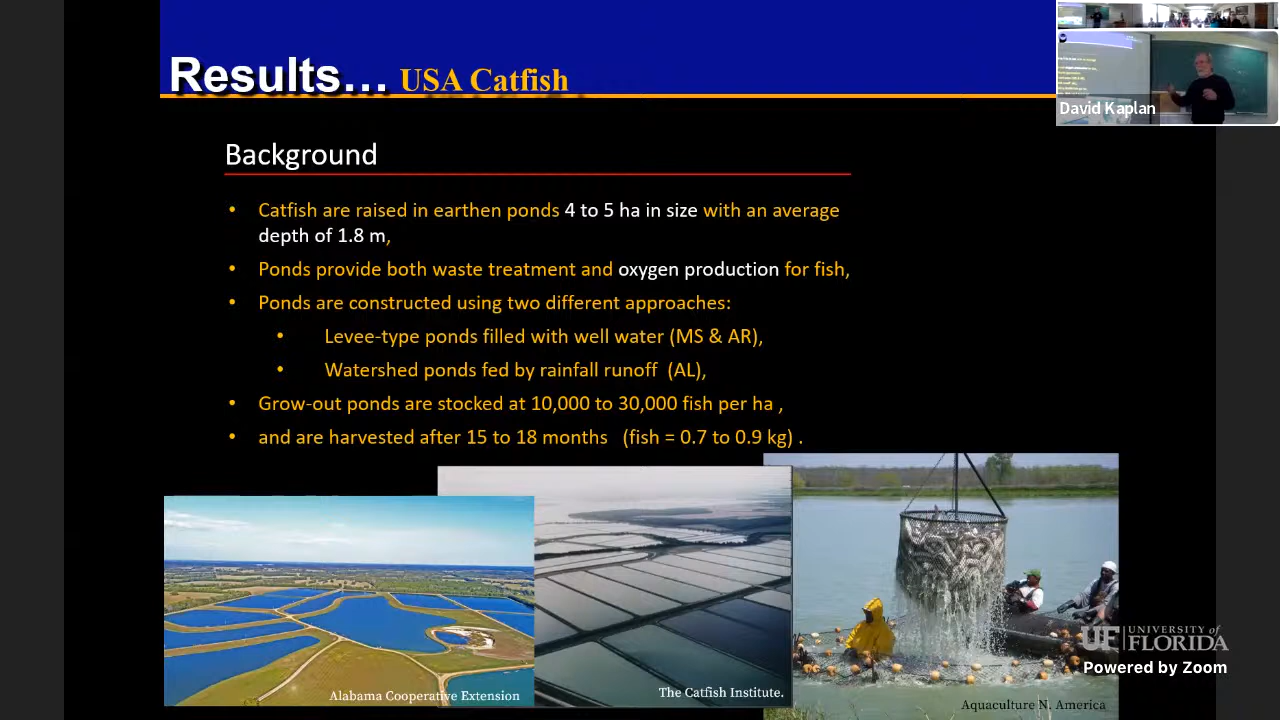 Results... USA Catfish
David Kaplan
Background
• Catfish are raised in earthen ponds 4 to 5 ha in size with an average
depth of 1.8 m,
• Ponds provide both waste treatment and oxygen production for fish,
• Ponds are constructed using two different approaches:
• Levee-type ponds filled with well water (MS & AR),
• Watershed ponds fed by rainfall runoff (AL),
• Grow-out ponds are stocked at 10,000 to 30,000 fish per ha ,
• and are harvested after 15 to 18 months (fish = 0.7 to 0.9 kg) .
Alabama Cooperative Extension
The Catfish Institute.
Aquaculture N. America
UF UNIVERSITY of
FLORIDA
Powered by Zoom